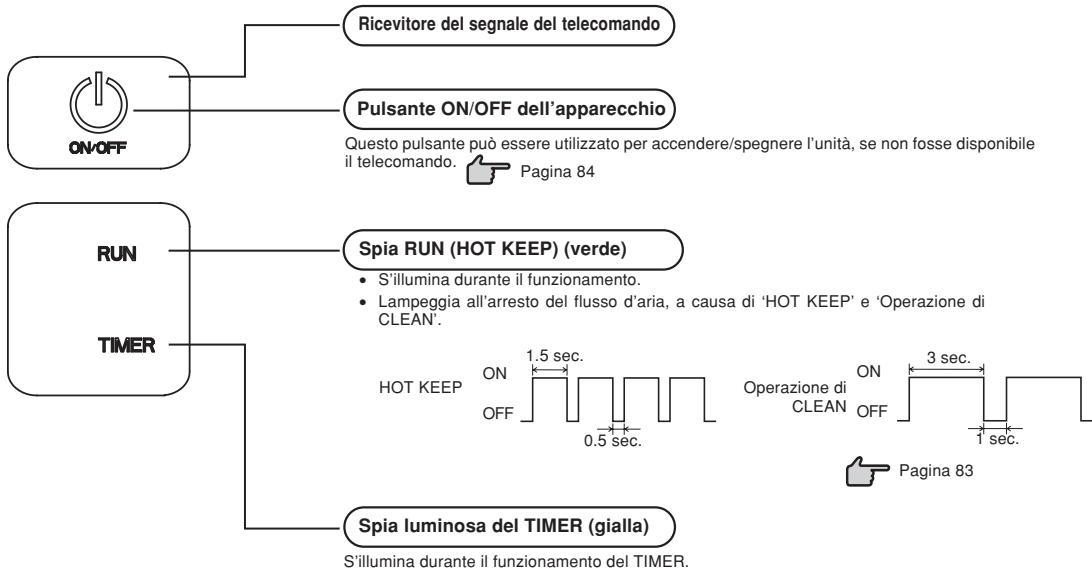 Ricevitore del segnale del telecomando
Pulsante ON/OFF dell'apparecchio
ON/OFF
Questo pulsante può essere utilizzato per accendere/spegnere l'unità, se non fosse disponibile
il telecomando.
Pagina 84
RUN
Spia RUN (HOT KEEP) (verde)
• S'illumina durante il funzionamento.
• Lampeggia all'arresto del flusso d'aria, a causa di 'HOT KEEP' e 'Operazione di
CLEAN'.
TIMER
HOT KEEP
ON
OFF
1.5 sec.
0.5 sec.
Operazione di
CLEAN
ON
OFF
3 sec.
1 sec.
Pagina 83
Spia luminosa del TIMER (gialla)
S'illumina durante il funzionamento del TIMER.